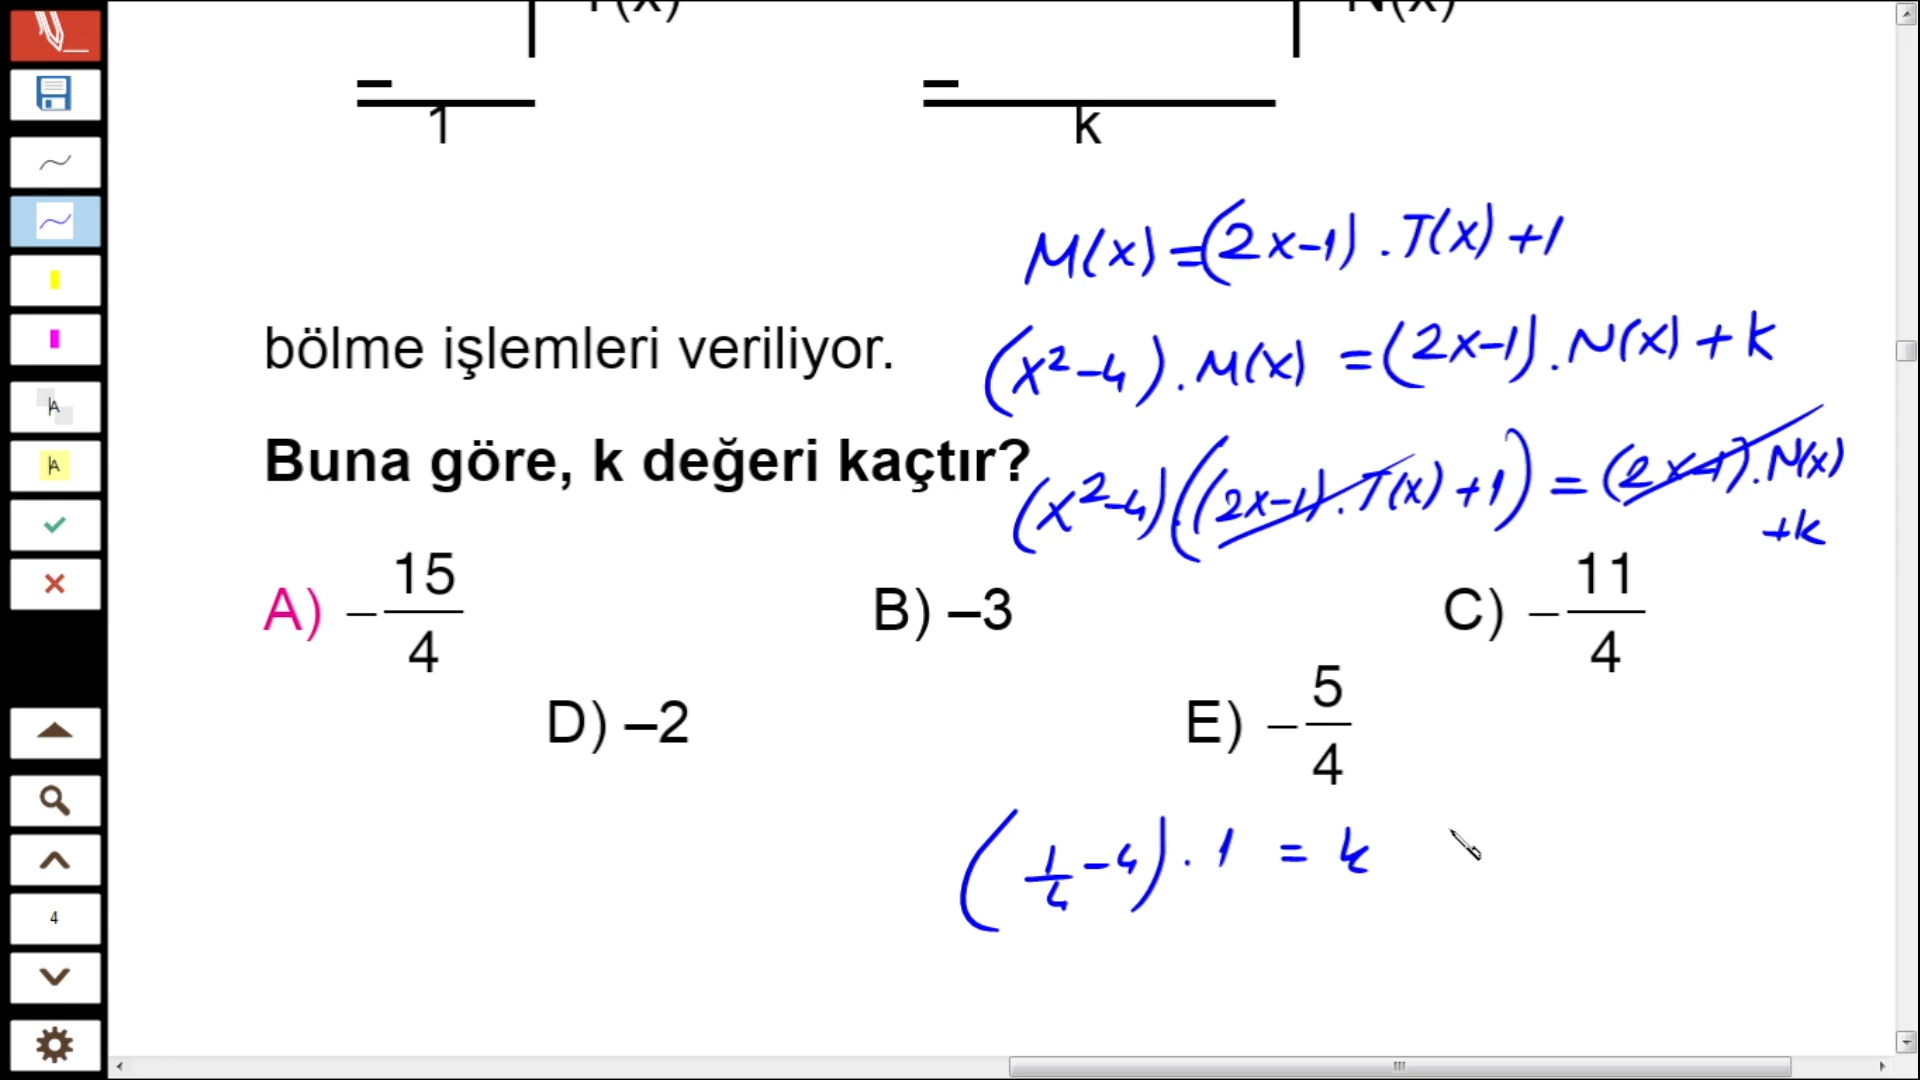 T(x) N(x)
1 k
M(x) = (2x-1) . T(x) + 1
bölme işlemleri veriliyor.
(x²-4) . M(x) = (2x-1) . N(x) + k
Buna göre, k değeri kaçtır?
(x²-4) . ((2x-1) . T(x) + 1) = (2x-1) . N(x)
+k
A) –15/4 B) –3 C) –11/4
D) –2 E) –5/4
(1/4 - 4) . 1 = k
4